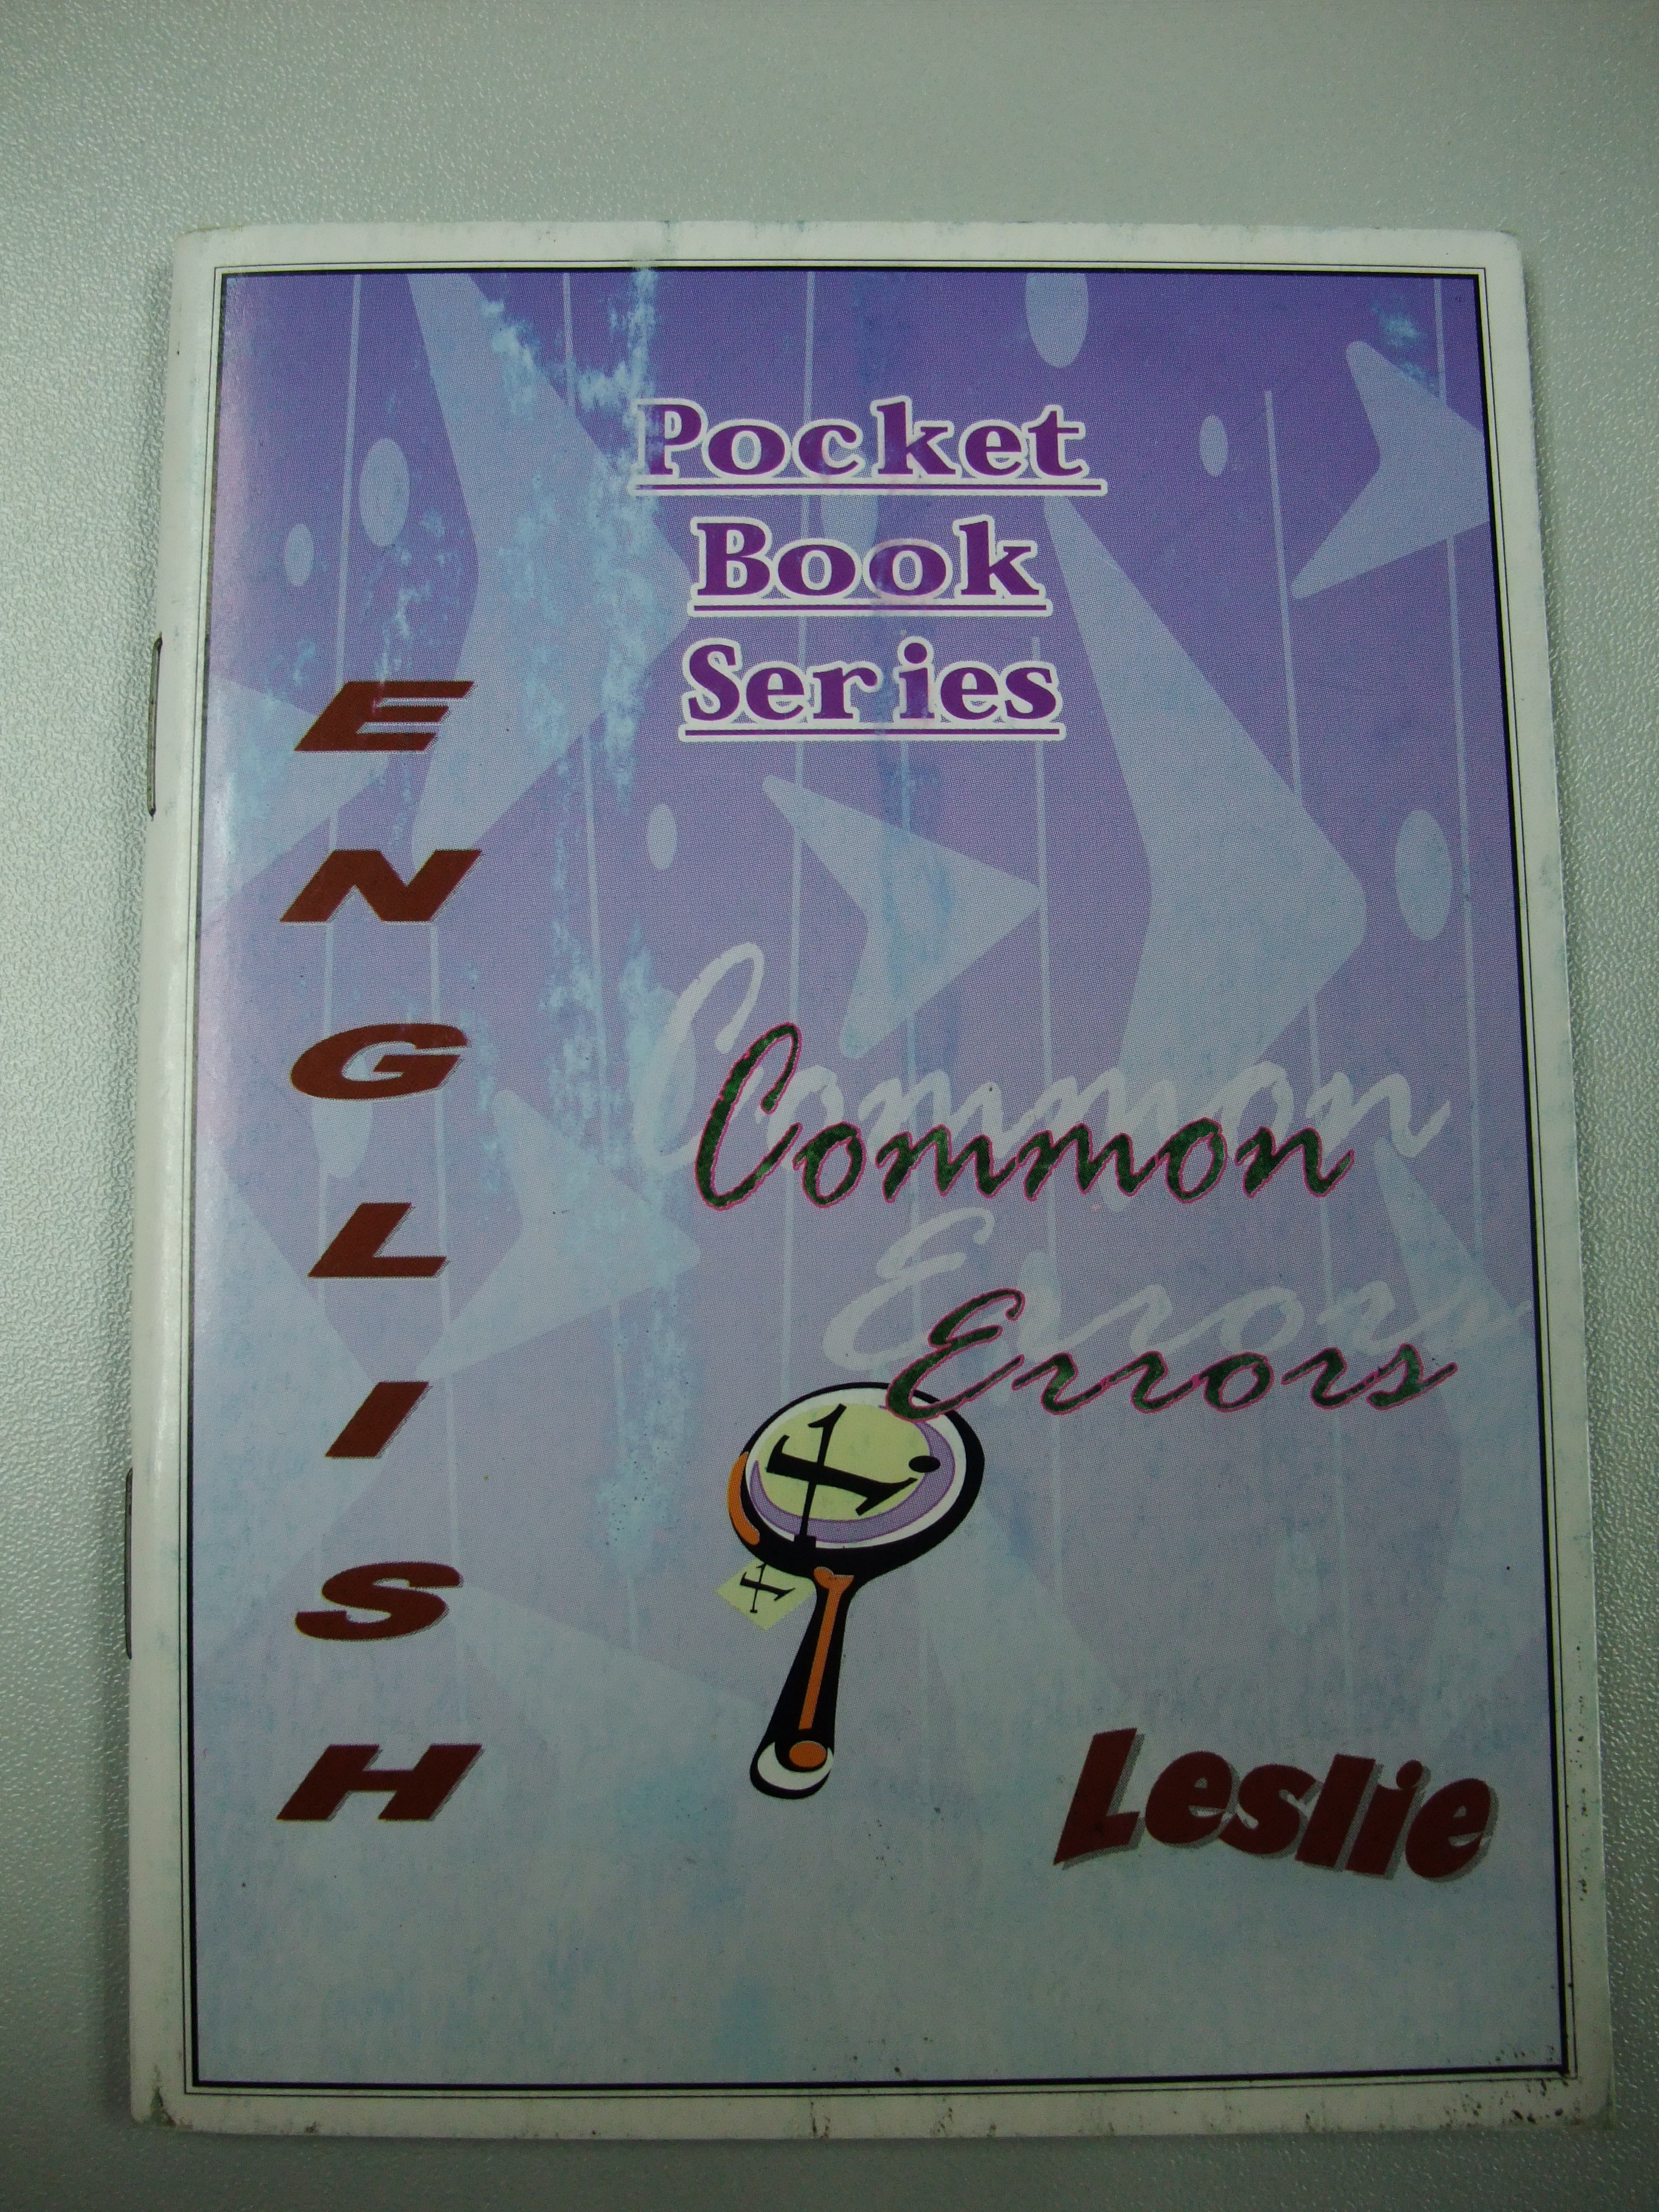 Pocket
Book
Series
ENGLISH
Common
Errors
Leslie